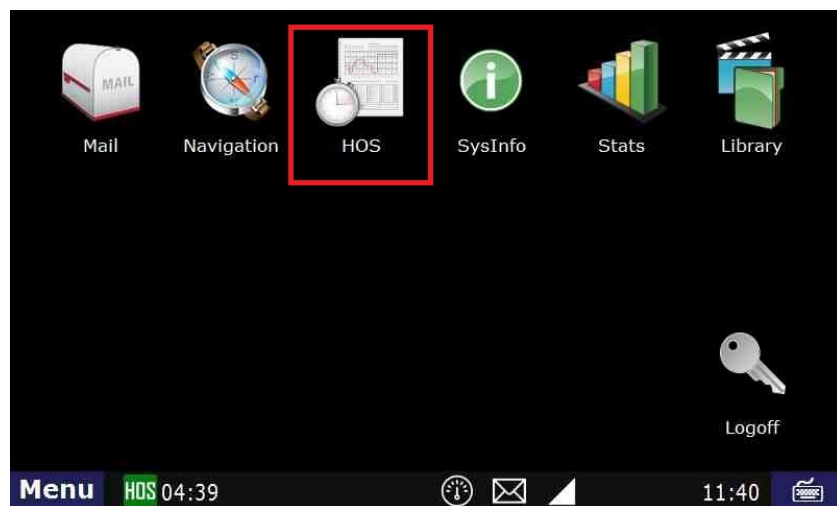 MAIL
Mail Navigation HOS SysInfo Stats Library
Logoff
Menu HOS 04:39 11:40